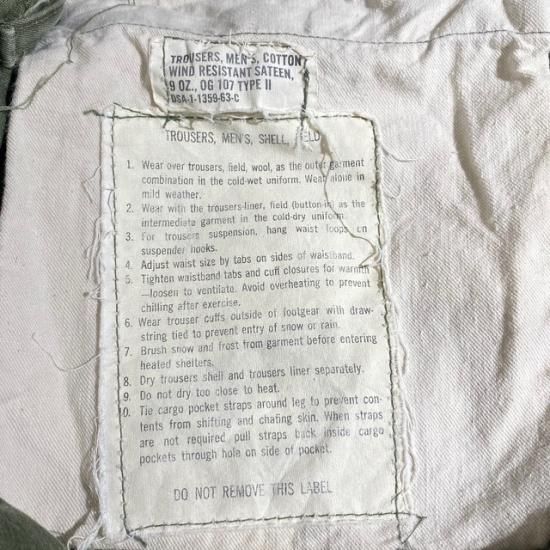 TROUSERS, MEN'S, COTTON
WIND RESISTANT SATEEN,
9 OZ., OG 107 TYPE II
DSA-1-1359-63-C
TROUSERS, MEN'S, SHELL, FIELD
1. Wear over trousers, field, wool, as the outer garment
combination in the cold-wet uniform. Wear alone in
mild weather.
2. Wear with the trousers-liner, field (button-in) as the
intermediate garment in the cold-dry uniform.
3. For trousers suspension, hang waist loops on
suspender hooks.
4. Adjust waist size by tabs on sides of waistband.
5. Tighten waistband tabs and cuff closures for warmth
—loosen to ventilate. Avoid overheating to prevent
chilling after exercise.
6. Wear trouser cuffs outside of footgear with draw-
string tied to prevent entry of snow or rain.
7. Brush snow and frost from garment before entering
heated shelters.
8. Dry trousers shell and trousers liner separately.
9. Do not dry too close to heat.
0. Tie cargo pocket straps around leg to prevent con-
tents from shifting and chafing skin. When straps
are not required pull straps back inside cargo
pockets through hole on side of pocket.
DO NOT REMOVE THIS LABEL